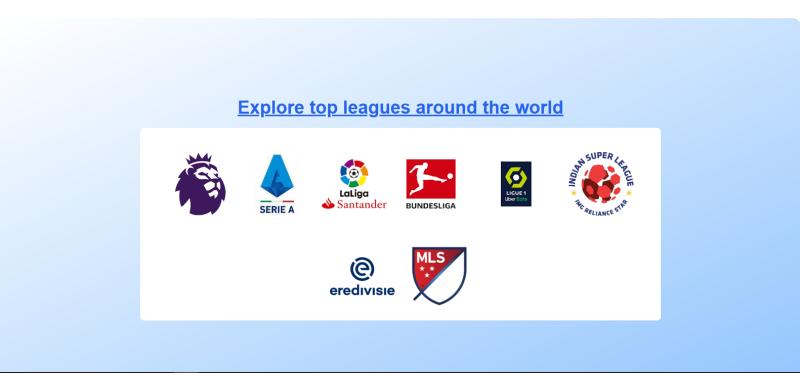 Explore top leagues around the world
SERIE A
LaLiga
Santander
BUNDESLIGA
LIGUE 1
Uber Eats
INDIAN SUPER LEAGUE
IMG RELIANCE STAR
eredivisie
MLS